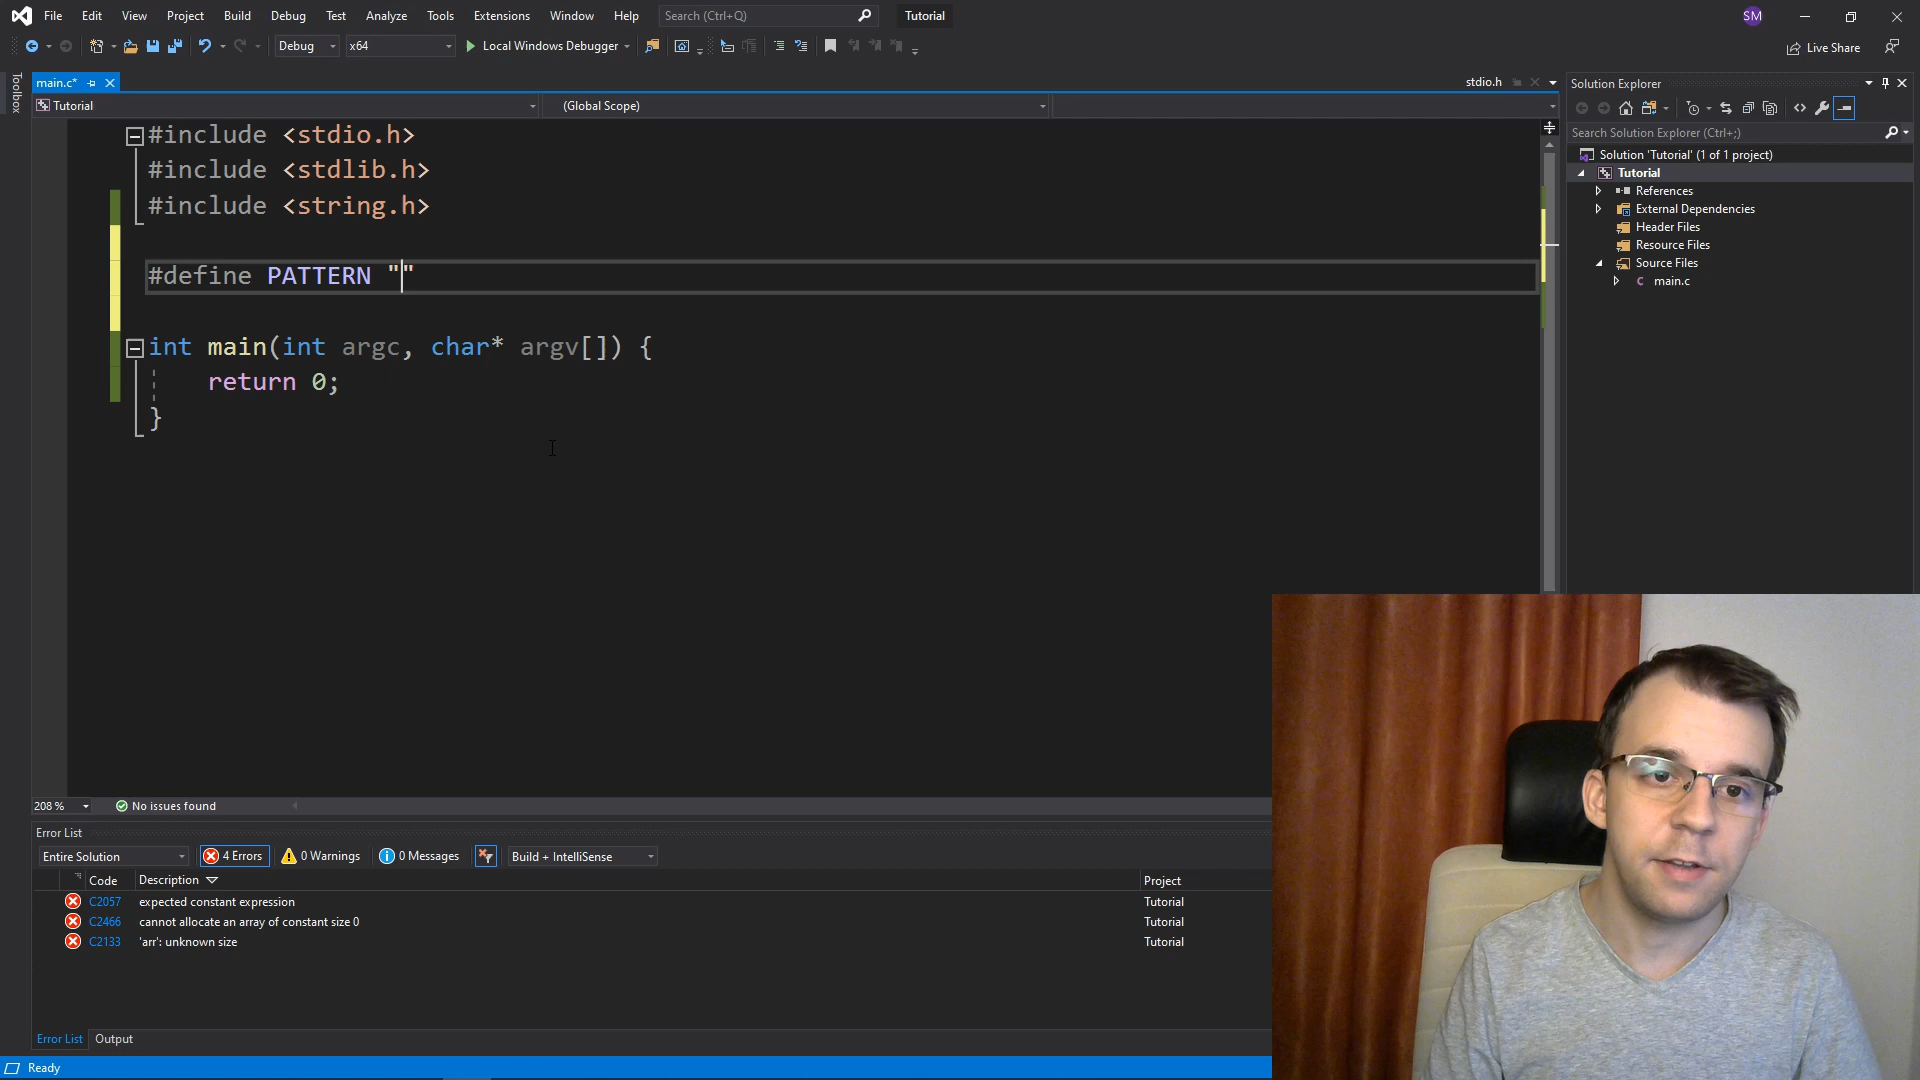 File Edit View Project Build Debug Test Analyze Tools Extensions Window Help Search (Ctrl+Q) Tutorial SM
Debug x64 Local Windows Debugger Live Share
Toolbox
main.c* stdio.h
Tutorial (Global Scope)
#include <stdio.h>
#include <stdlib.h>
#include <string.h>
#define PATTERN ""
int main(int argc, char* argv[]) {
return 0;
}
Solution Explorer
Search Solution Explorer (Ctrl+;)
Solution 'Tutorial' (1 of 1 project)
Tutorial
References
External Dependencies
Header Files
Resource Files
Source Files
main.c
208 % No issues found
Error List
Entire Solution 4 Errors 0 Warnings 0 Messages Build + IntelliSense
Code Description Project
C2057 expected constant expression Tutorial
C2466 cannot allocate an array of constant size 0 Tutorial
C2133 'arr': unknown size Tutorial
Error List Output
Ready